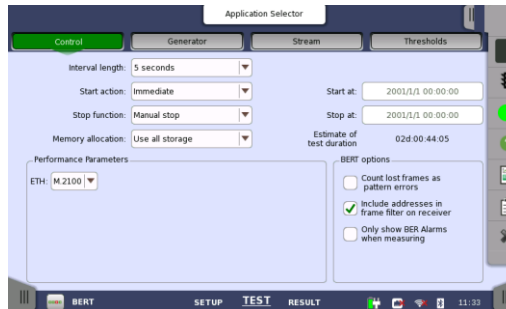 Application Selector
Control Generator Stream Thresholds
Interval length: 5 seconds
Start action: Immediate Start at: 2001/1/1 00:00:00
Stop function: Manual stop Stop at: 2001/1/1 00:00:00
Memory allocation: Use all storage Estimate of
test duration 02d:00:44:05
Performance Parameters
ETH: M.2100
BERT options
Count lost frames as
pattern errors
Include addresses in
frame filter on receiver
Only show BER Alarms
when measuring
BERT SETUP TEST RESULT 11:33